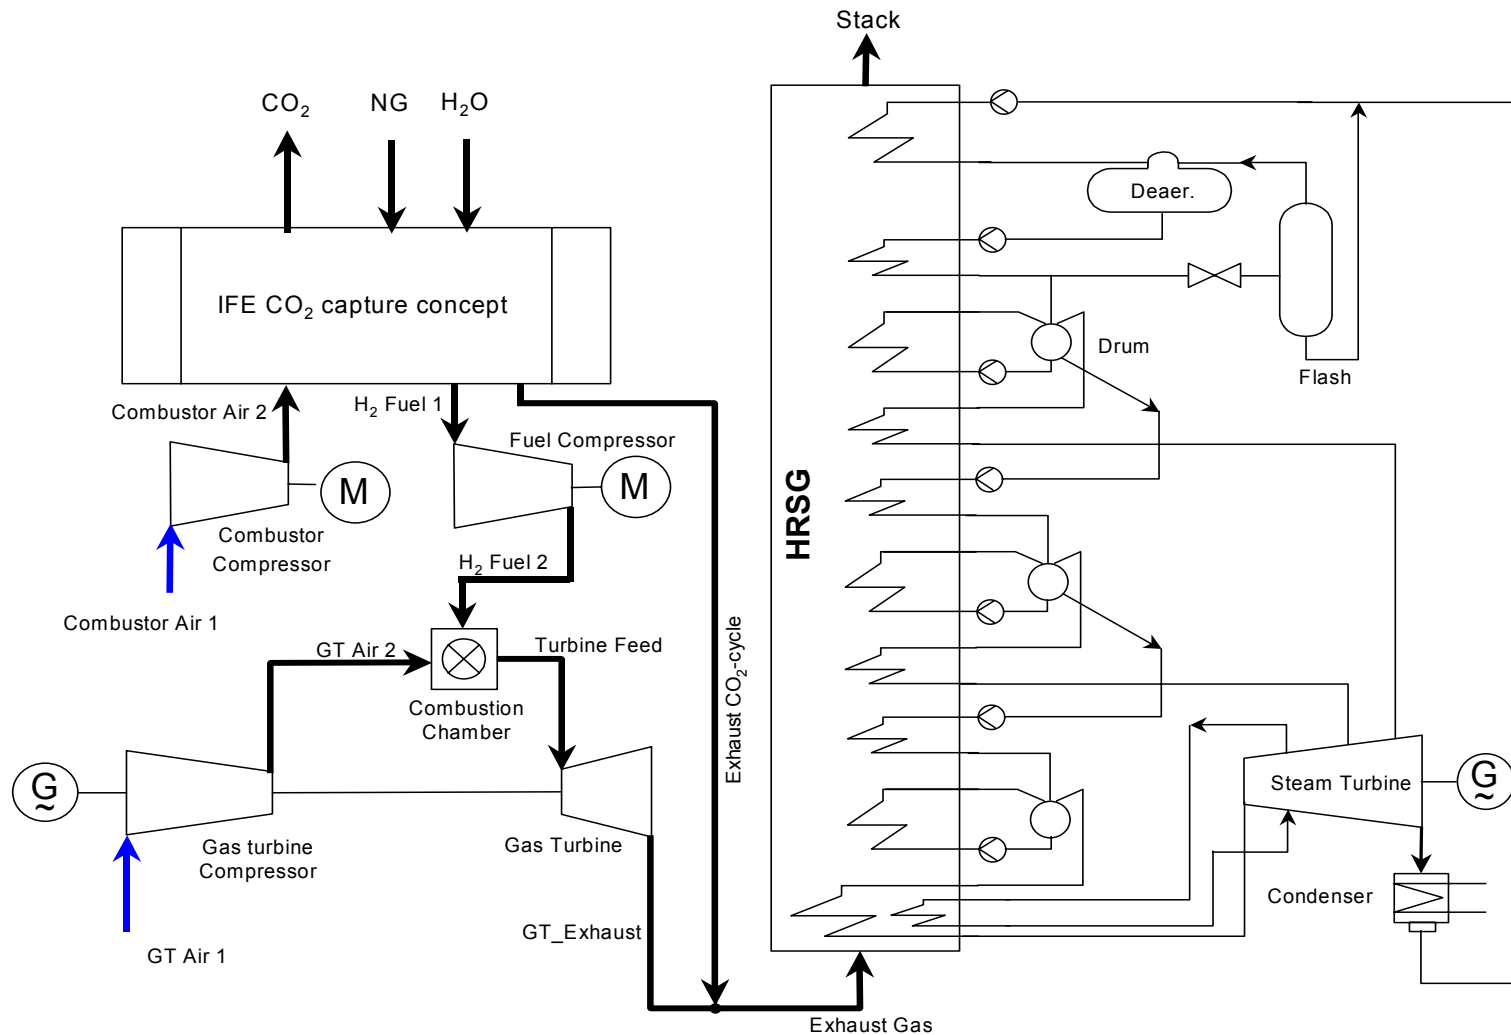 Stack
CO₂
NG
H₂O
Deaer.
IFE CO₂ capture concept
Drum
Flash
Combustor Air 2
H₂ Fuel 1
Fuel Compressor
M
M
HRSG
Combustor
Compressor
H₂ Fuel 2
Combustor Air 1
GT Air 2
Turbine Feed
Exhaust CO₂-cycle
Combustion
Chamber
G
~
Steam Turbine
G
~
Gas turbine
Compressor
Gas Turbine
Condenser
GT_Exhaust
GT Air 1
Exhaust Gas